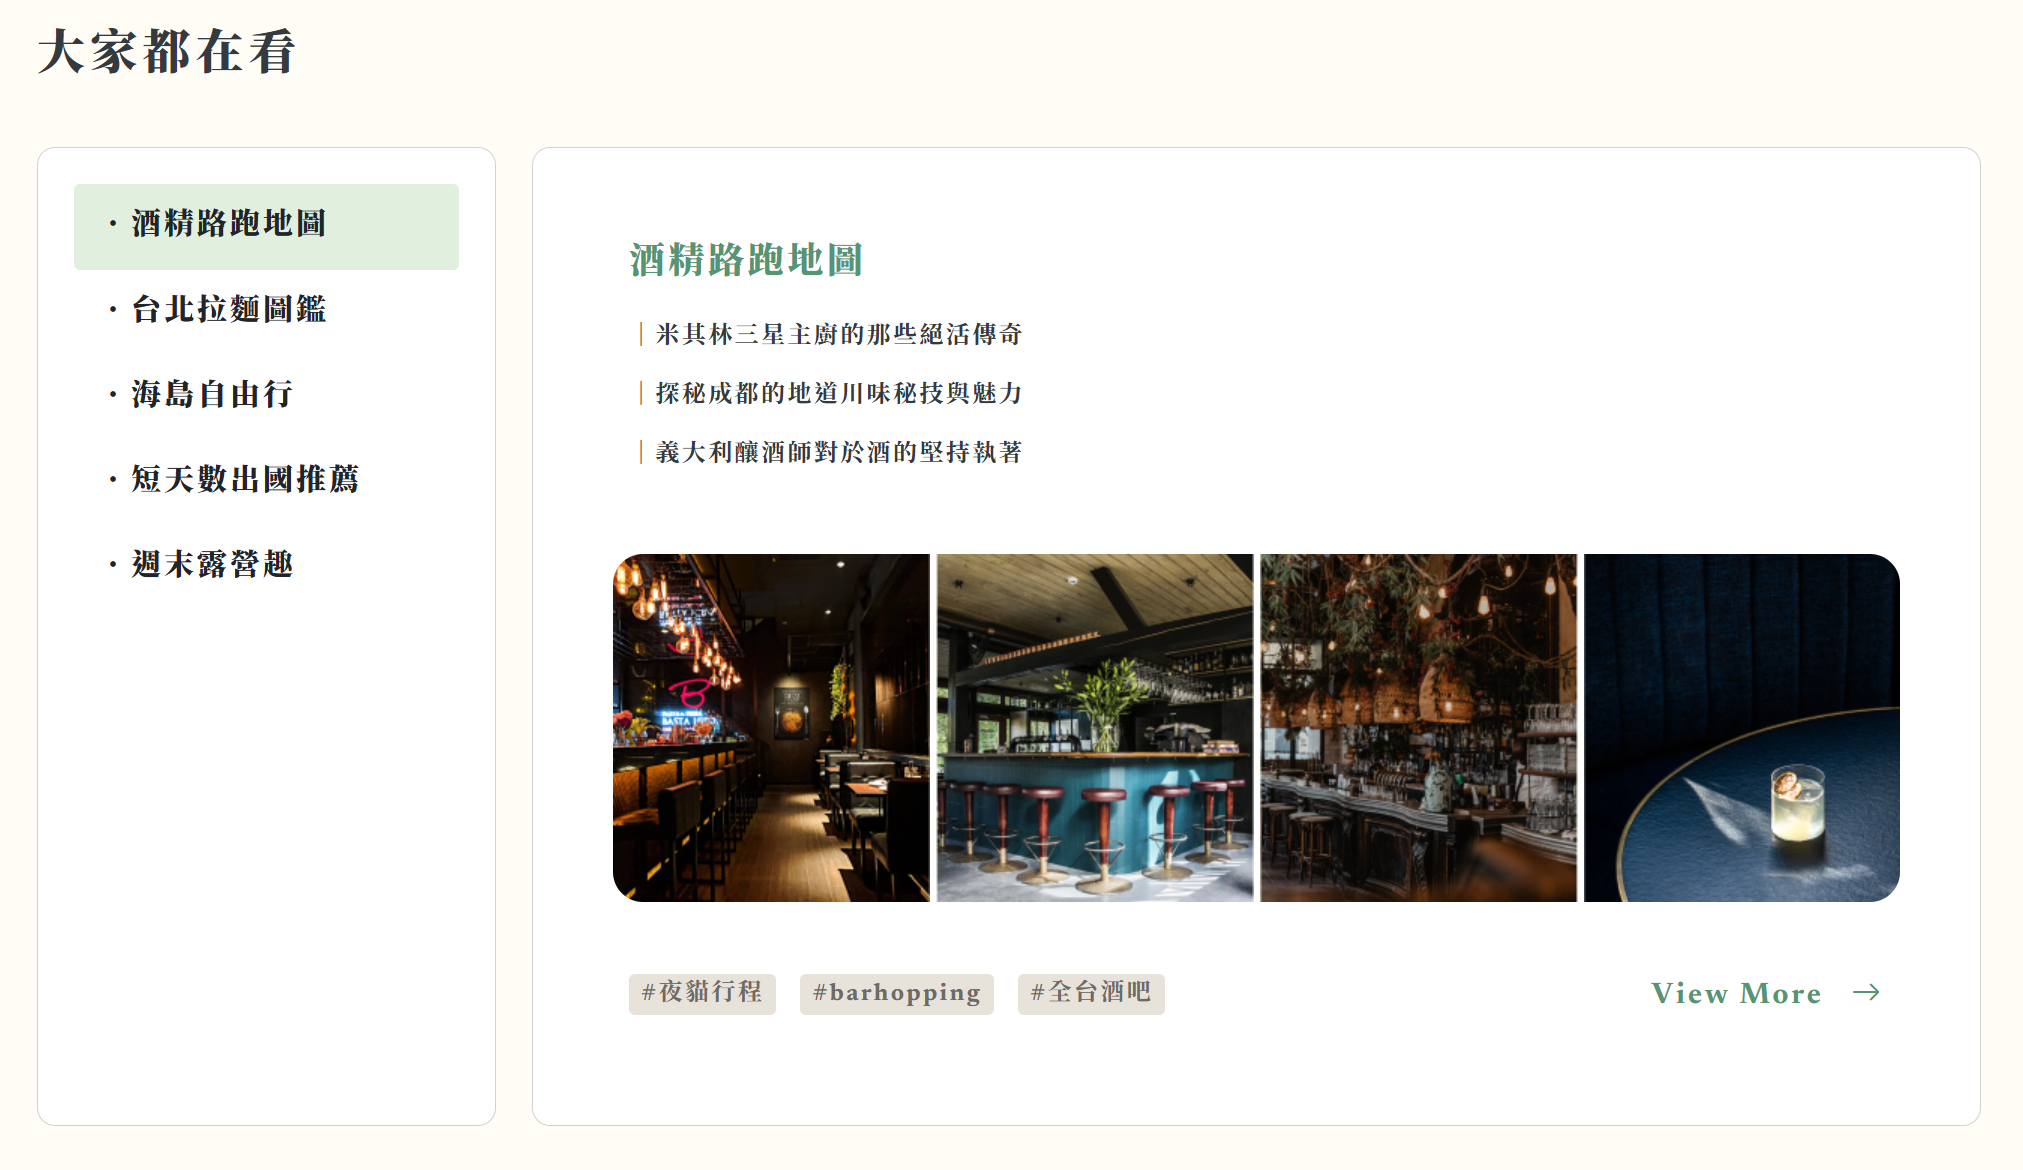 大家都在看
・酒精路跑地圖
・台北拉麵圖鑑
・海島自由行
・短天數出國推薦
・週末露營趣
酒精路跑地圖
| 米其林三星主廚的那些絕活傳奇
| 探秘成都的地道川味秘技與魅力
| 義大利釀酒師對於酒的堅持執著
B
#夜貓行程 #barhopping #全台酒吧
View More →